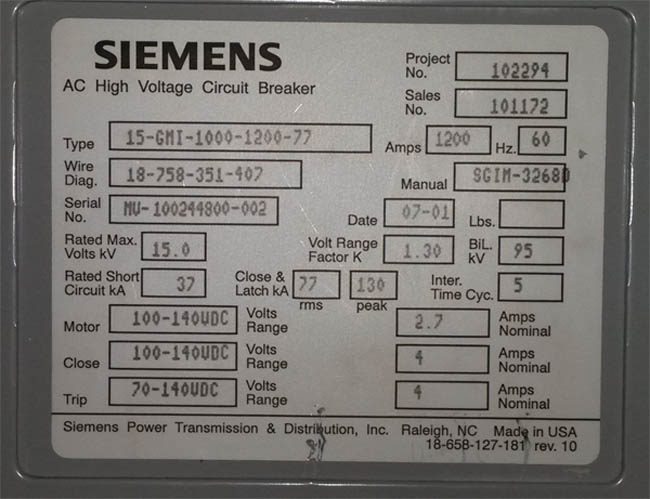 SIEMENS
AC High Voltage Circuit Breaker
Project No. 102294
Sales No. 101172
Type 15-GMI-1000-1200-77 Amps 1200 Hz. 60
Wire Diag. 18-758-351-407 Manual SGIM-3268D
Serial No. MV-100244800-002 Date 07-01 Lbs.
Rated Max. Volts kV 15.0 Volt Range Factor K 1.30 BiL. kV 95
Rated Short Circuit kA 37 Close & Latch kA 77 rms 130 peak Inter. Time Cyc. 5
Motor 100-140VDC Volts Range 2.7 Amps Nominal
Close 100-140VDC Volts Range 4 Amps Nominal
Trip 70-140VDC Volts Range 4 Amps Nominal
Siemens Power Transmission & Distribution, Inc. Raleigh, NC Made in USA
18-658-127-181 rev. 10